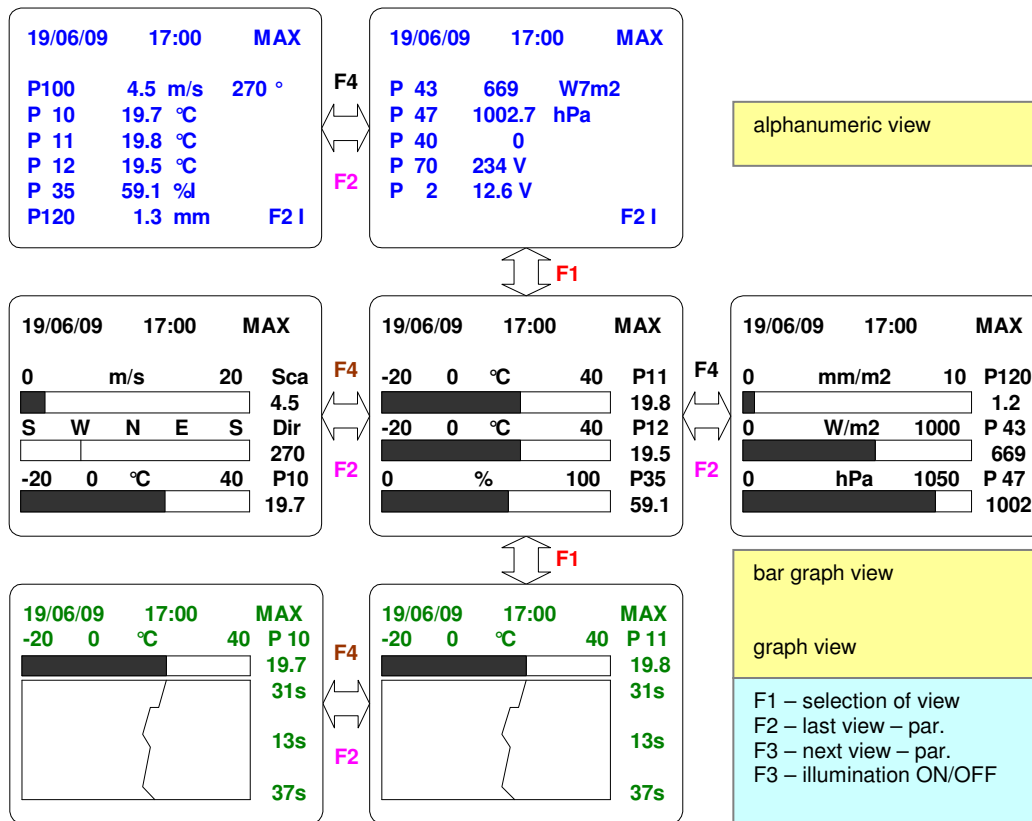 19/06/09 17:00 MAX
P100 4.5 m/s 270 °
P 10 19.7 °C
P 11 19.8 °C
P 12 19.5 °C
P 35 59.1 %I
P120 1.3 mm F2 I
F4
F2
19/06/09 17:00 MAX
P 43 669 W7m2
P 47 1002.7 hPa
P 40 0
P 70 234 V
P 2 12.6 V
F2 I
alphanumeric view
F1
19/06/09 17:00 MAX
0 m/s 20 Sca
4.5
S W N E S Dir
270
-20 0 °C 40 P10
19.7
F4
F2
19/06/09 17:00 MAX
-20 0 °C 40 P11
19.8
-20 0 °C 40 P12
19.5
0 % 100 P35
59.1
F4
F2
19/06/09 17:00 MAX
0 mm/m2 10 P120
1.2
0 W/m2 1000 P 43
669
0 hPa 1050 P 47
1002
F1
19/06/09 17:00 MAX
-20 0 °C 40 P 10
19.7
31s
13s
37s
F4
F2
19/06/09 17:00 MAX
-20 0 °C 40 P 11
19.8
31s
13s
37s
bar graph view
graph view
F1 – selection of view
F2 – last view – par.
F3 – next view – par.
F3 – illumination ON/OFF